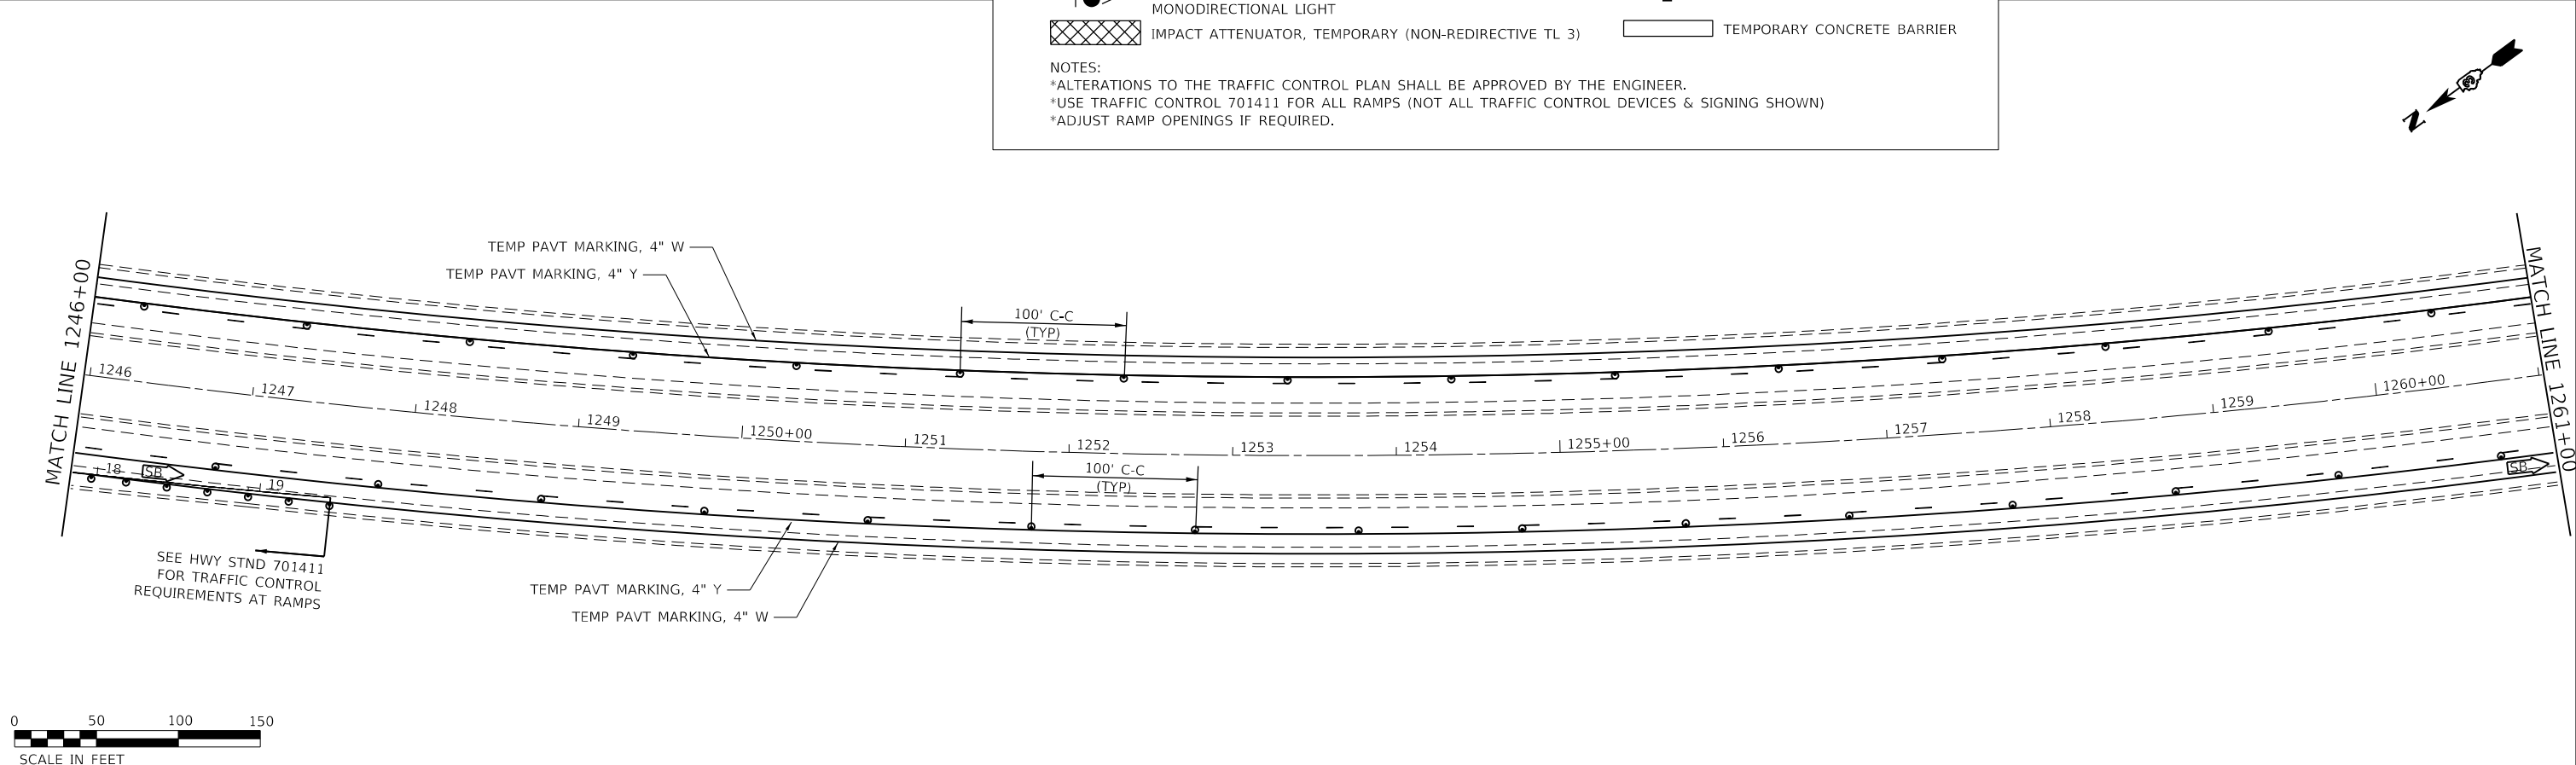 MONODIRECTIONAL LIGHT
IMPACT ATTENUATOR, TEMPORARY (NON-REDIRECTIVE TL 3)
TEMPORARY CONCRETE BARRIER
NOTES:
*ALTERATIONS TO THE TRAFFIC CONTROL PLAN SHALL BE APPROVED BY THE ENGINEER.
*USE TRAFFIC CONTROL 701411 FOR ALL RAMPS (NOT ALL TRAFFIC CONTROL DEVICES & SIGNING SHOWN)
*ADJUST RAMP OPENINGS IF REQUIRED.
N
TEMP PAVT MARKING, 4" W
TEMP PAVT MARKING, 4" Y
100' C-C
(TYP)
MATCH LINE 1246+00
MATCH LINE 1261+00
1246
1247
1248
1249
1250+00
1251
1252
1253
1254
1255+00
1256
1257
1258
1259
1260+00
100' C-C
(TYP)
18
SB
19
SB
SEE HWY STND 701411
FOR TRAFFIC CONTROL
REQUIREMENTS AT RAMPS
TEMP PAVT MARKING, 4" Y
TEMP PAVT MARKING, 4" W
0 50 100 150
SCALE IN FEET